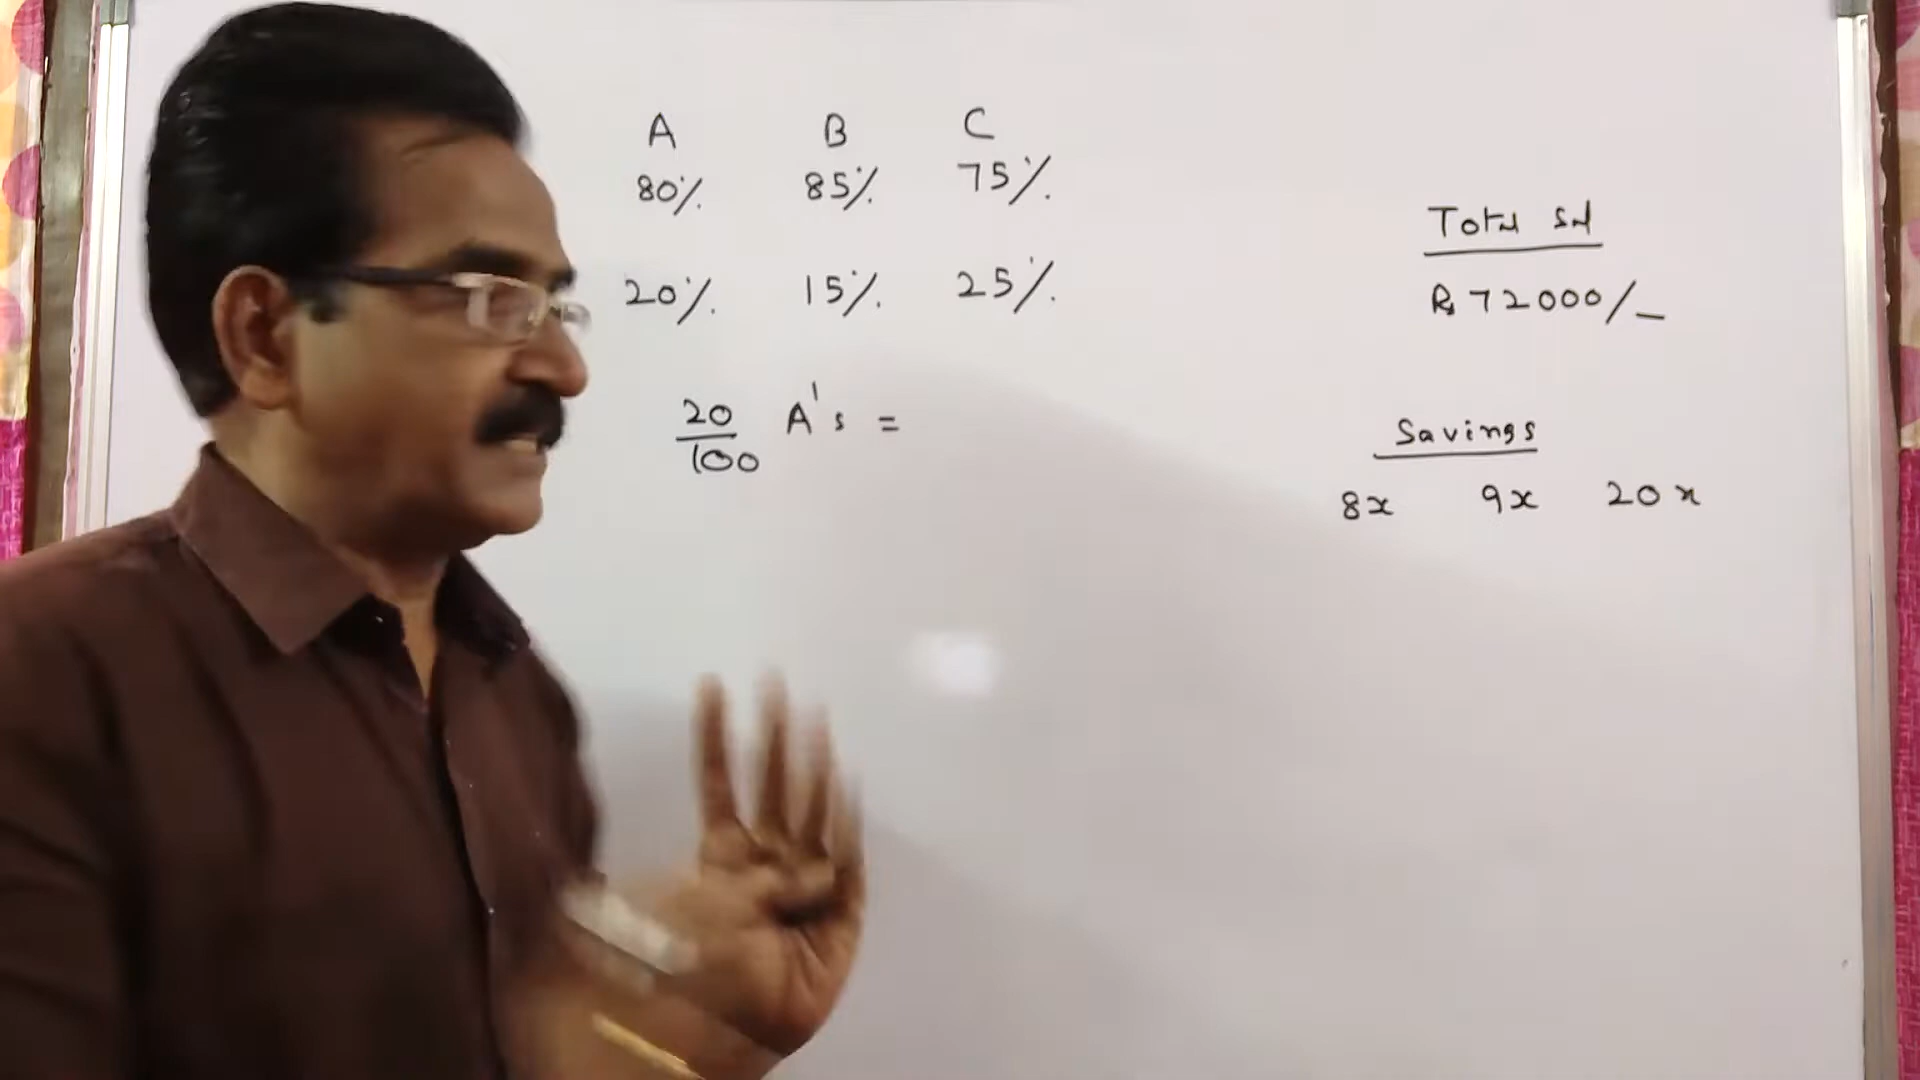 A B C
80% 85% 75%
20% 15% 25%
20/100 A's =
Total Sal
Rs 72000/-
Savings
8x 9x 20x